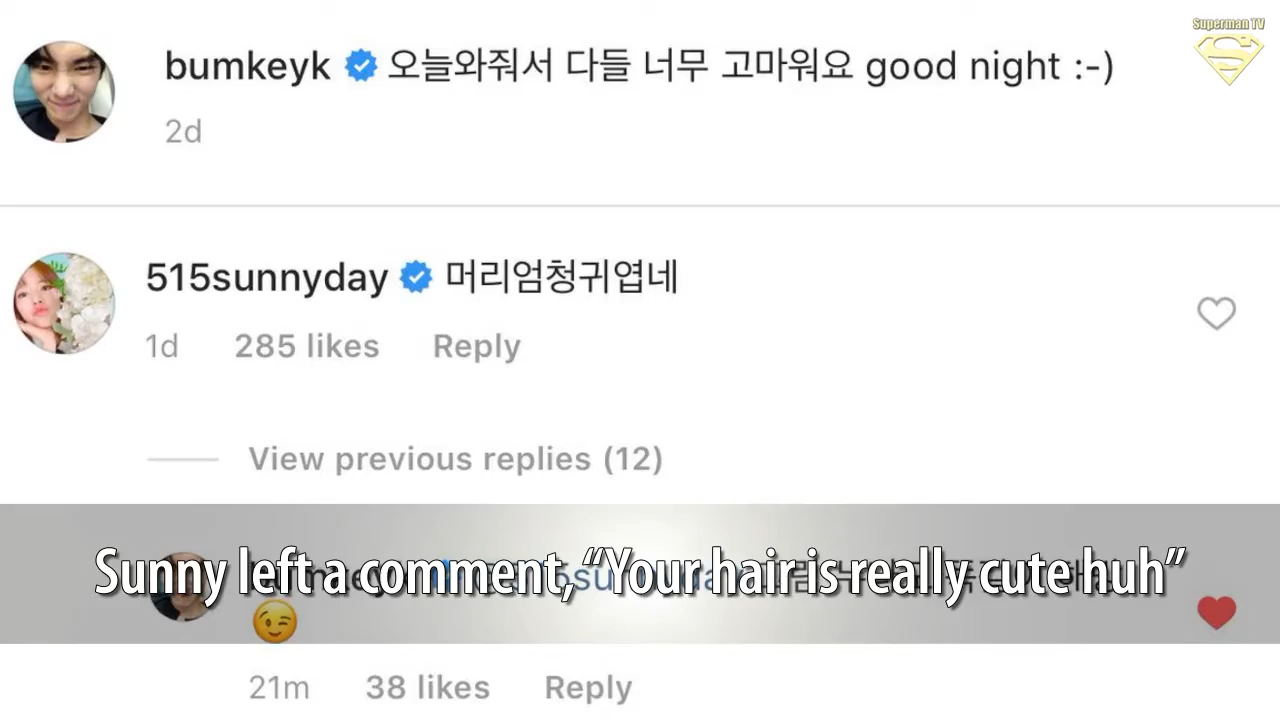 Superman TV
bumkeyk 오늘와줘서 다들 너무 고마워요 good night :-)
2d
515sunnyday 머리엄청귀엽네
1d 285 likes Reply
View previous replies (12)
Sunny left a comment, “Your hair is really cute huh”
21m 38 likes Reply